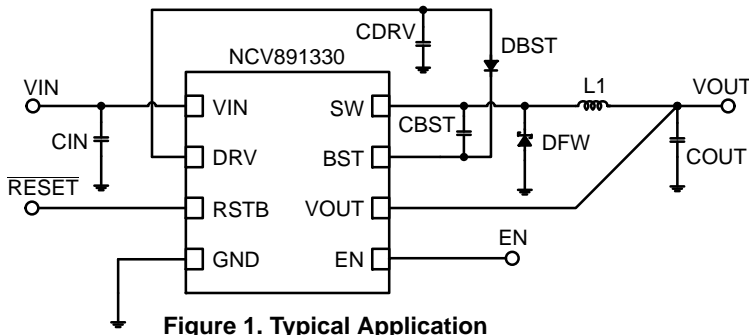 CDRV
DBST
NCV891330
VIN
L1
VOUT
VIN
SW
CIN
CBST
DFW
COUT
DRV
BST
RESET
RSTB
VOUT
EN
GND
EN
Figure 1. Typical Application